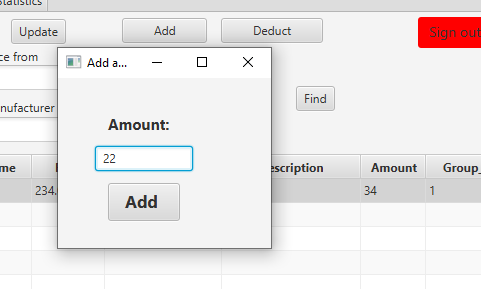 Statistics
Update
Add
Deduct
Sign out
ce from
Add a...
nufacturer
Find
Amount:
22
Add
me
escription
Amount
Group_
234.
34
1